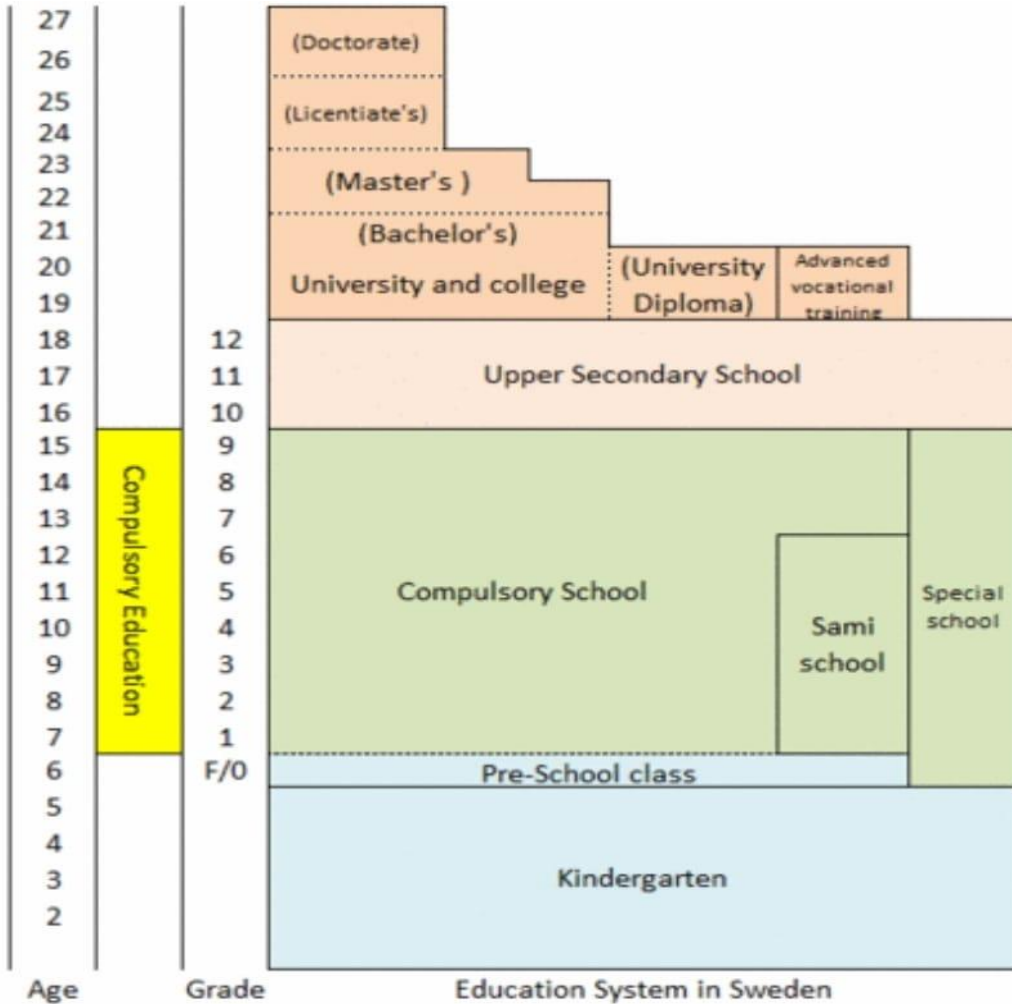 27
(Doctorate)
26
25
(Licentiate's)
24
23
(Master's )
22
21
(Bachelor's)
20
University and college
(University
Diploma)
Advanced
vocational
training
19
18
12
17
11
Upper Secondary School
16
10
15
9
14
8
13
7
12
6
11
5
10
4
9
3
8
2
7
1
Compulsory Education
Compulsory School
Sami
school
Special
school
6
F/0
Pre-School class
5
4
3
Kindergarten
2
Age
Grade
Education System in Sweden